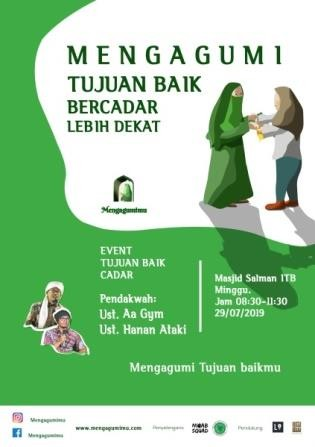 MENGAGUMI
TUJUAN BAIK
BERCADAR
LEBIH DEKAT
Mengagumimu
EVENT
TUJUAN BAIK
CADAR
Pendakwah:
Ust. Aa Gym
Ust. Hanan Ataki
Masjid Salman ITB
Minggu.
Jam 08:30-11:30
29/07/2019
Mengagumi Tujuan baikmu
Mengagumimu
Mengagumimu
www.mengagumimu.com
Penyelenggara
MOAB
SQUAD
Pendukung